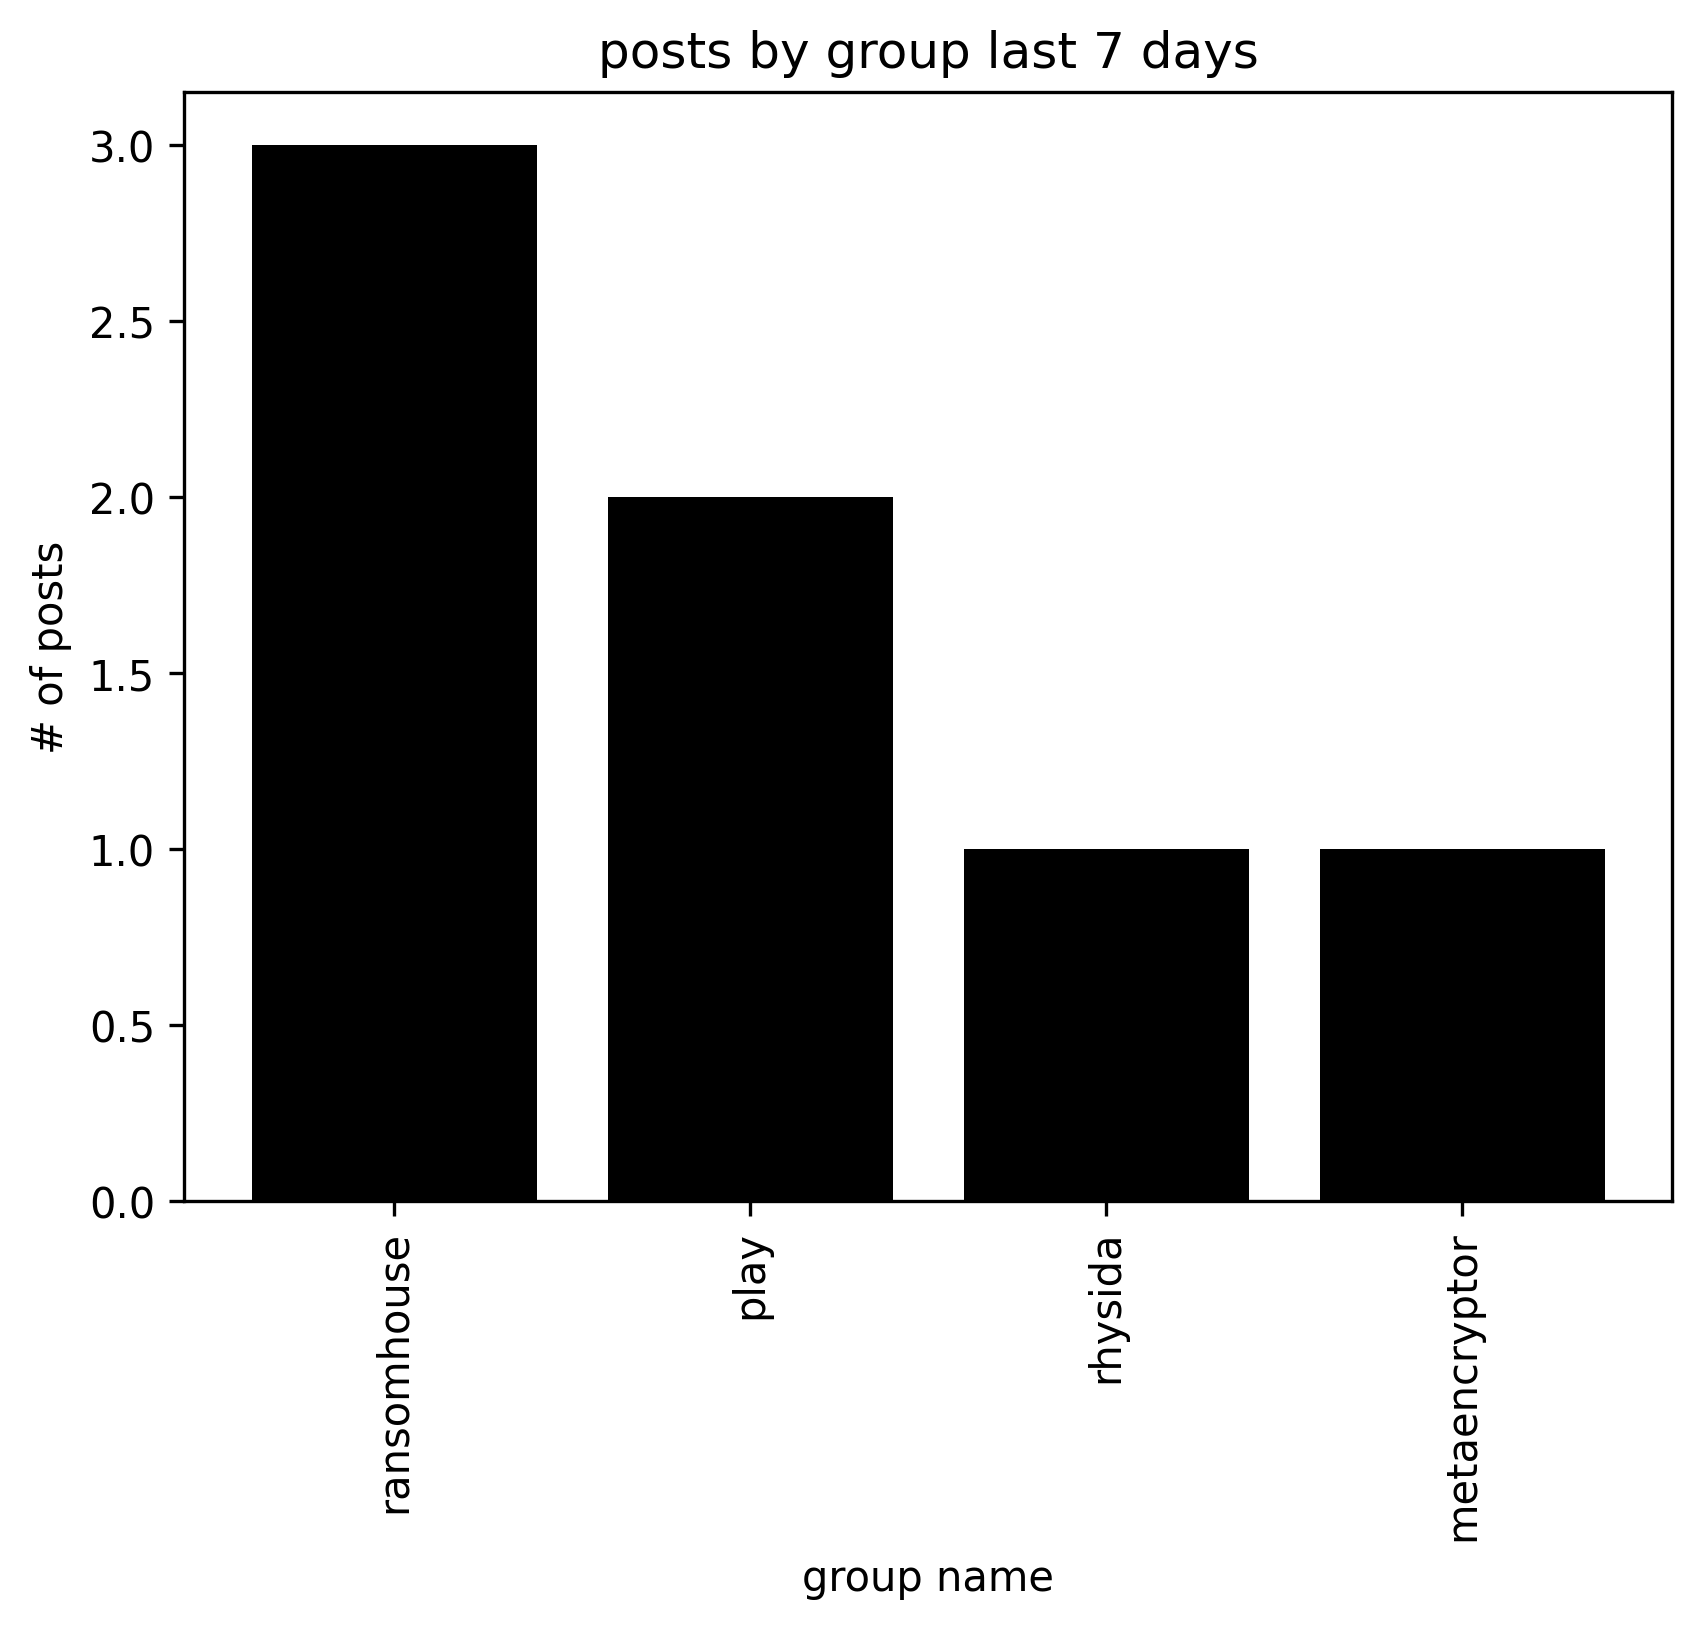 posts by group last 7 days
3.0
2.5
2.0
1.5
1.0
0.5
0.0
# of posts
ransomhouse
play
rhysida
metaencryptor
group name